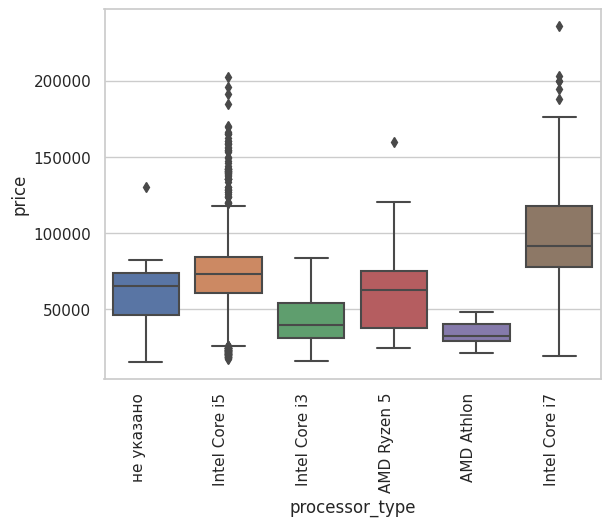 200000
150000
100000
50000
price
не указано
Intel Core i5
Intel Core i3
AMD Ryzen 5
AMD Athlon
Intel Core i7
processor_type